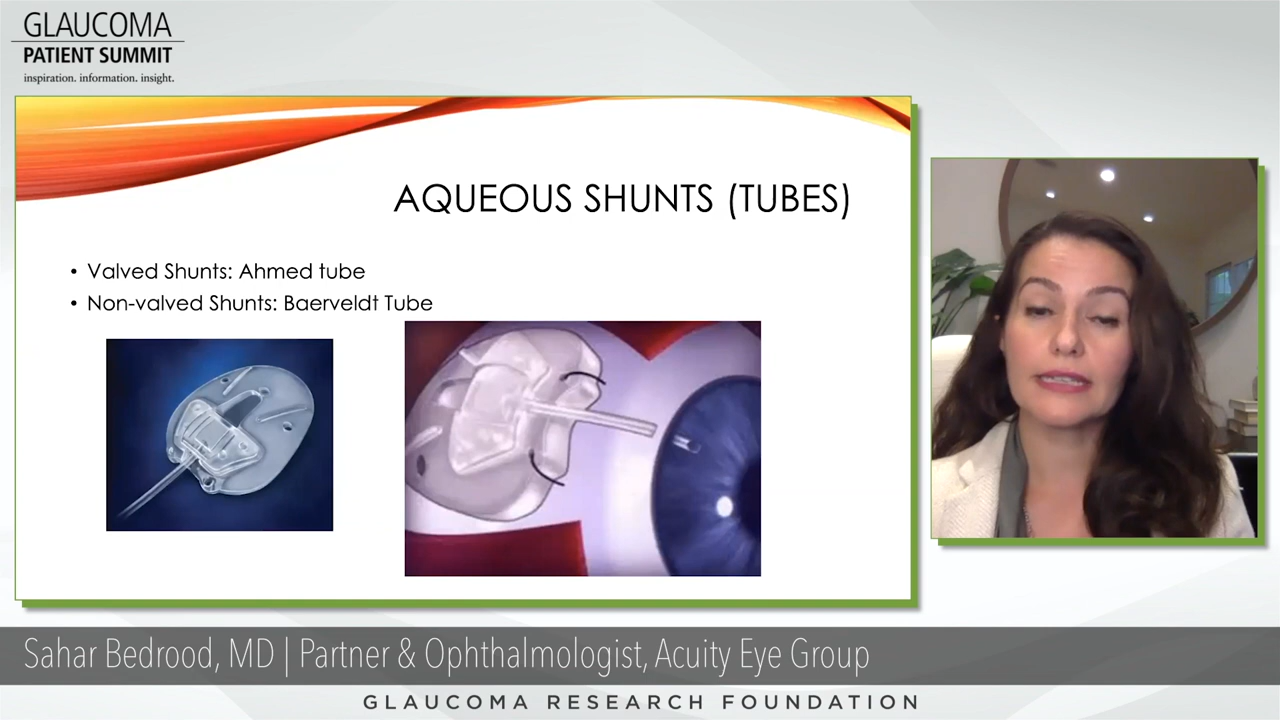 GLAUCOMA
PATIENT SUMMIT
inspiration. information. insight.
AQUEOUS SHUNTS (TUBES)
• Valved Shunts: Ahmed tube
• Non-valved Shunts: Baerveldt Tube
Sahar Bedrood, MD | Partner & Ophthalmologist, Acuity Eye Group
GLAUCOMA RESEARCH FOUNDATION